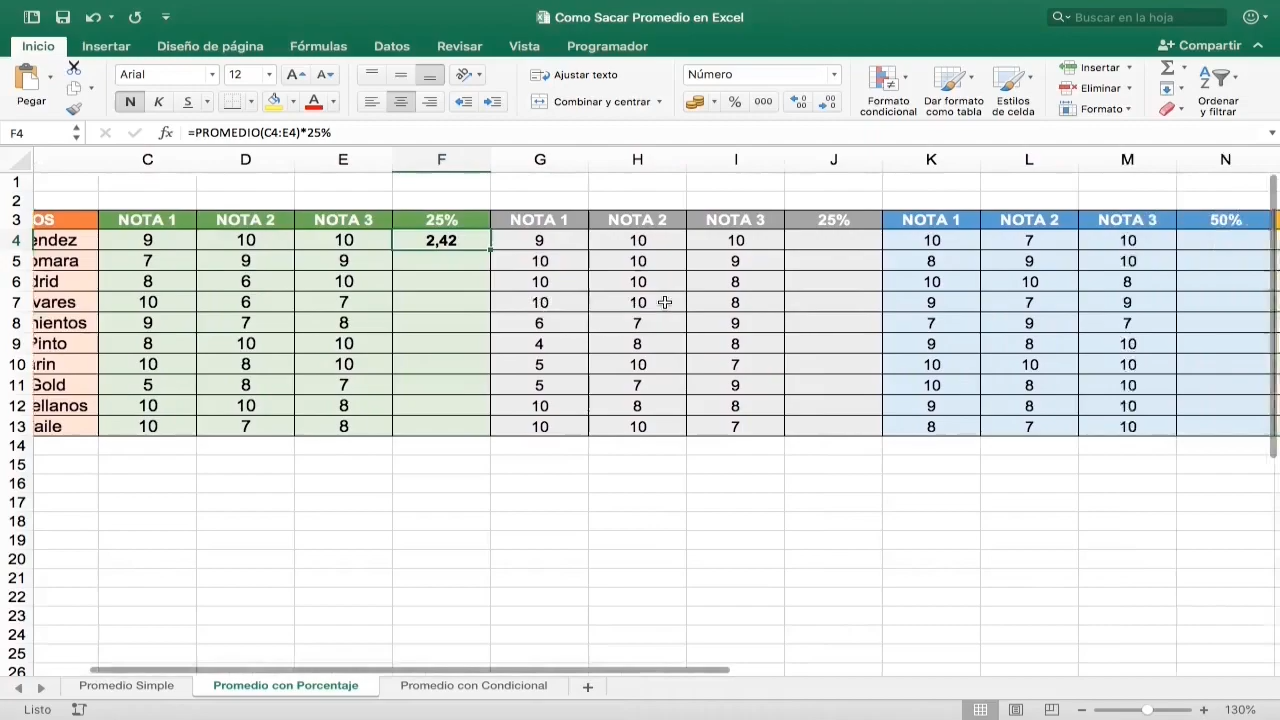 Como Sacar Promedio en Excel
Buscar en la hoja
Inicio Insertar Diseño de página Fórmulas Datos Revisar Vista Programador
Compartir
Pegar
Arial 12
N K S
Ajustar texto
Combinar y centrar
Número
% 000
Formato condicional
Dar formato como tabla
Estilos de celda
Insertar
Eliminar
Formato
Ordenar y filtrar
F4 fx =PROMEDIO(C4:E4)*25%
C D E F G H I J K L M N
1
2
3 OS NOTA 1 NOTA 2 NOTA 3 25% NOTA 1 NOTA 2 NOTA 3 25% NOTA 1 NOTA 2 NOTA 3 50%
4 endez 9 10 10 2,42 9 10 10 10 7 10
5 omara 7 9 9 10 10 9 8 9 10
6 drid 8 6 10 10 10 8 10 10 8
7 vares 10 6 7 10 10 8 9 7 9
8 nientos 9 7 8 6 7 9 7 9 7
9 Pinto 8 10 10 4 8 8 9 8 10
10 arin 10 8 10 5 10 7 10 10 10
11 Gold 5 8 7 5 7 9 10 8 10
12 ellanos 10 10 8 10 8 8 9 8 10
13 aile 10 7 8 10 10 7 8 7 10
14
15
16
17
18
19
20
21
22
23
24
25
26
Promedio Simple Promedio con Porcentaje Promedio con Condicional +
Listo 130%